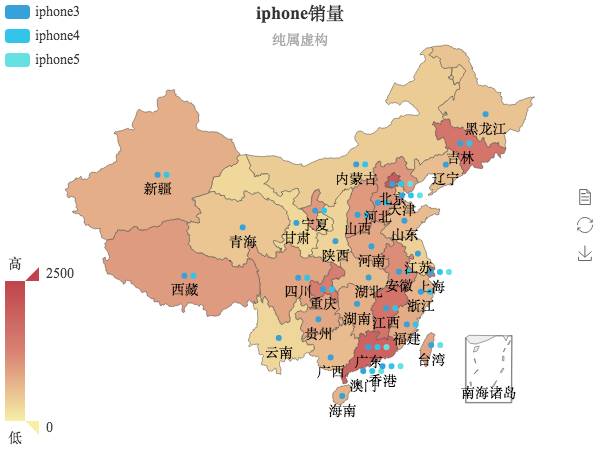 iphone销量
纯属虚构
iphone3
iphone4
iphone5
黑龙江
吉林
内蒙古
辽宁
新疆
北京
天津
宁夏
山西
河北
山东
青海
甘肃
陕西
河南
江苏
西藏
四川
重庆
湖北
安徽
上海
浙江
湖南
江西
贵州
福建
云南
广西
广东
台湾
澳门
香港
海南
南海诸岛
高
2500
0
低